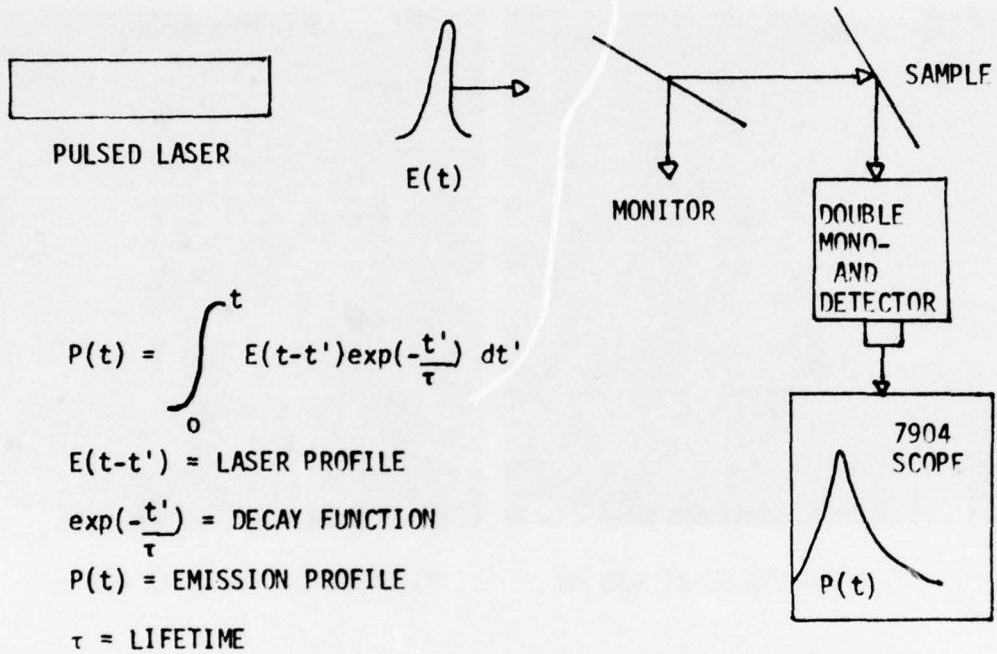 PULSED LASER
E(t)
MONITOR
SAMPLE
DOUBLE
MONO-
AND
DETECTOR
7904
SCOPE
P(t)
P(t) = ∫₀ᵗ E(t-t')exp(-t'/τ) dt'
E(t-t') = LASER PROFILE
exp(-t'/τ) = DECAY FUNCTION
P(t) = EMISSION PROFILE
τ = LIFETIME